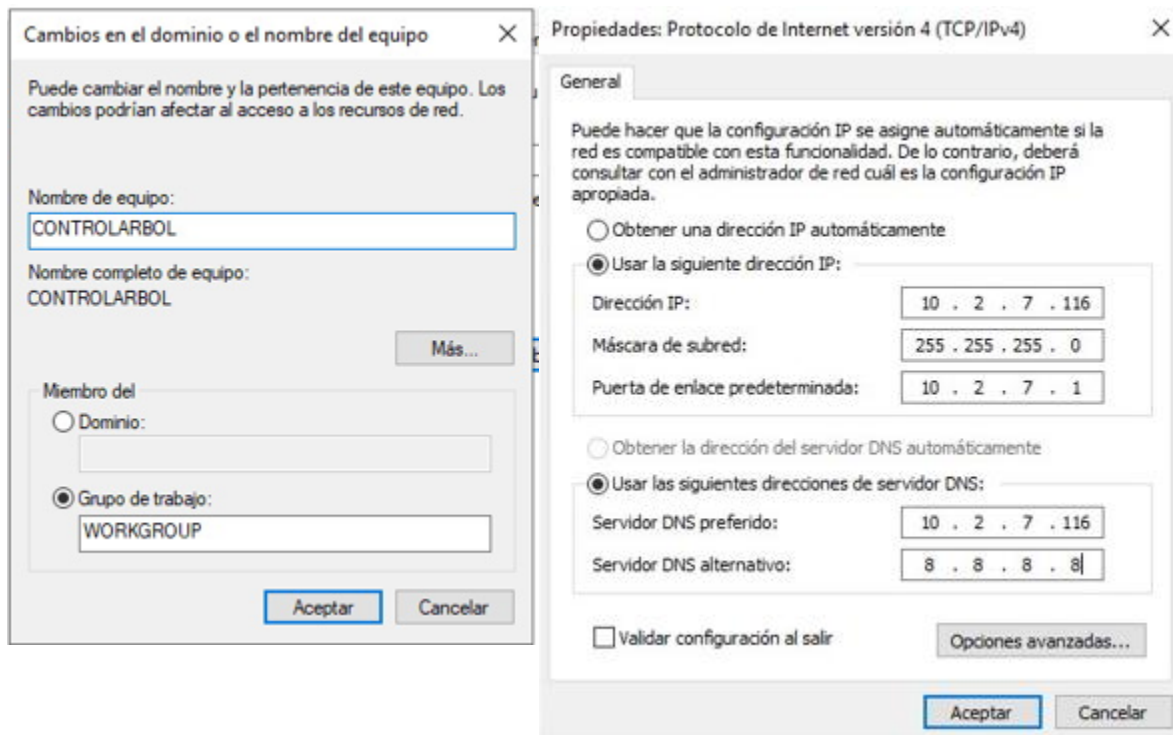 Cambios en el dominio o el nombre del equipo
Puede cambiar el nombre y la pertenencia de este equipo. Los
cambios podrían afectar al acceso a los recursos de red.
Nombre de equipo:
CONTROLARBOL
Nombre completo de equipo:
CONTROLARBOL
Más...
Miembro del
Dominio:
Grupo de trabajo:
WORKGROUP
Aceptar Cancelar
Propiedades: Protocolo de Internet versión 4 (TCP/IPv4)
General
Puede hacer que la configuración IP se asigne automáticamente si la
red es compatible con esta funcionalidad. De lo contrario, deberá
consultar con el administrador de red cuál es la configuración IP
apropiada.
Obtener una dirección IP automáticamente
Usar la siguiente dirección IP:
Dirección IP: 10 . 2 . 7 . 116
Máscara de subred: 255 . 255 . 255 . 0
Puerta de enlace predeterminada: 10 . 2 . 7 . 1
Obtener la dirección del servidor DNS automáticamente
Usar las siguientes direcciones de servidor DNS:
Servidor DNS preferido: 10 . 2 . 7 . 116
Servidor DNS alternativo: 8 . 8 . 8 . 8
Validar configuración al salir Opciones avanzadas...
Aceptar Cancelar